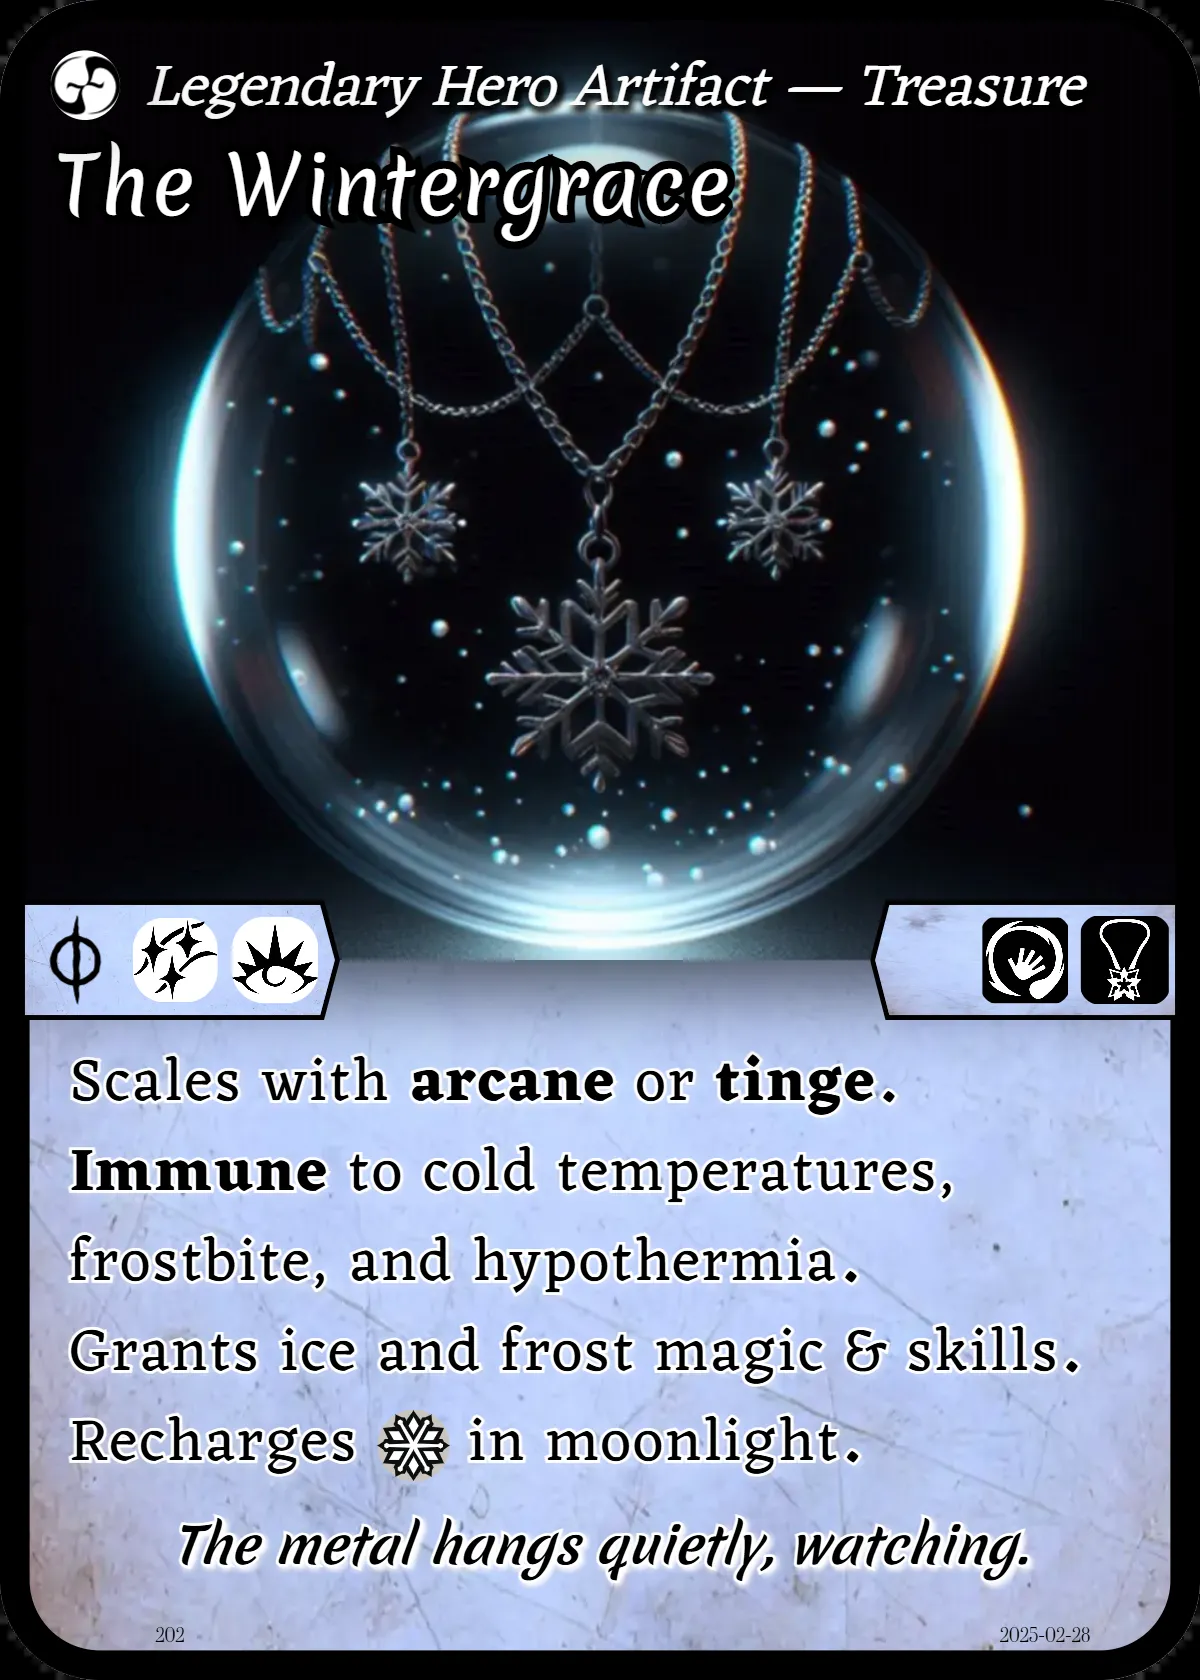 Legendary Hero Artifact — Treasure
The Wintergrace
Scales with arcane or tinge.
Immune to cold temperatures,
frostbite, and hypothermia.
Grants ice and frost magic & skills.
Recharges in moonlight.
The metal hangs quietly, watching.
202
2025-02-28